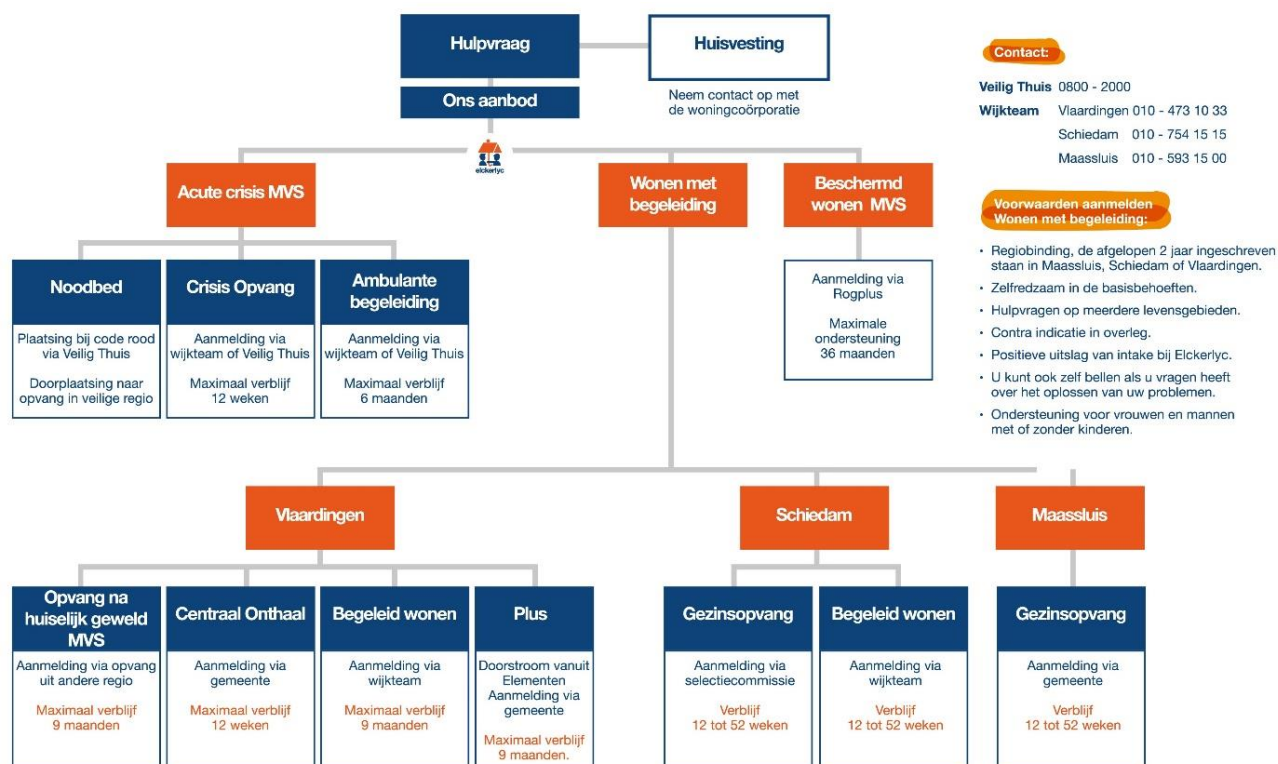 Hulpvraag
Huisvesting
Ons aanbod
Neem contact op met
de woningcoörporatie
elckerlyc
Contact:
Veilig Thuis 0800 - 2000
Wijkteam Vlaardingen 010 - 473 10 33
Schiedam 010 - 754 15 15
Maassluis 010 - 593 15 00
Acute crisis MVS
Wonen met
begeleiding
Beschermd
wonen MVS
Voorwaarden aanmelden
Wonen met begeleiding:
• Regiobinding, de afgelopen 2 jaar ingeschreven
staan in Maassluis, Schiedam of Vlaardingen.
• Zelfredzaam in de basisbehoeften.
• Hulpvragen op meerdere levensgebieden.
• Contra indicatie in overleg.
• Positieve uitslag van intake bij Elckerlyc.
• U kunt ook zelf bellen als u vragen heeft
over het oplossen van uw problemen.
• Ondersteuning voor vrouwen en mannen
met of zonder kinderen.
Noodbed
Plaatsing bij code rood
via Veilig Thuis
Doorplaatsing naar
opvang in veilige regio
Crisis Opvang
Aanmelding via
wijkteam of Veilig Thuis
Maximaal verblijf
12 weken
Ambulante
begeleiding
Aanmelding via
wijkteam of Veilig Thuis
Maximaal verblijf
6 maanden
Aanmelding via
Rogplus
Maximale
ondersteuning
36 maanden
Vlaardingen
Schiedam
Maassluis
Opvang na
huiselijk geweld
MVS
Aanmelding via opvang
uit andere regio
Maximaal verblijf
9 maanden
Centraal Onthaal
Aanmelding via
gemeente
Maximaal verblijf
12 weken
Begeleid wonen
Aanmelding via
wijkteam
Maximaal verblijf
9 maanden
Plus
Doorstroom vanuit
Elementen
Aanmelding via
gemeente
Maximaal verblijf
9 maanden.
Gezinsopvang
Aanmelding via
selectiecommissie
Verblijf
12 tot 52 weken
Begeleid wonen
Aanmelding via
wijkteam
Verblijf
12 tot 52 weken
Gezinsopvang
Aanmelding via
gemeente
Verblijf
12 tot 52 weken